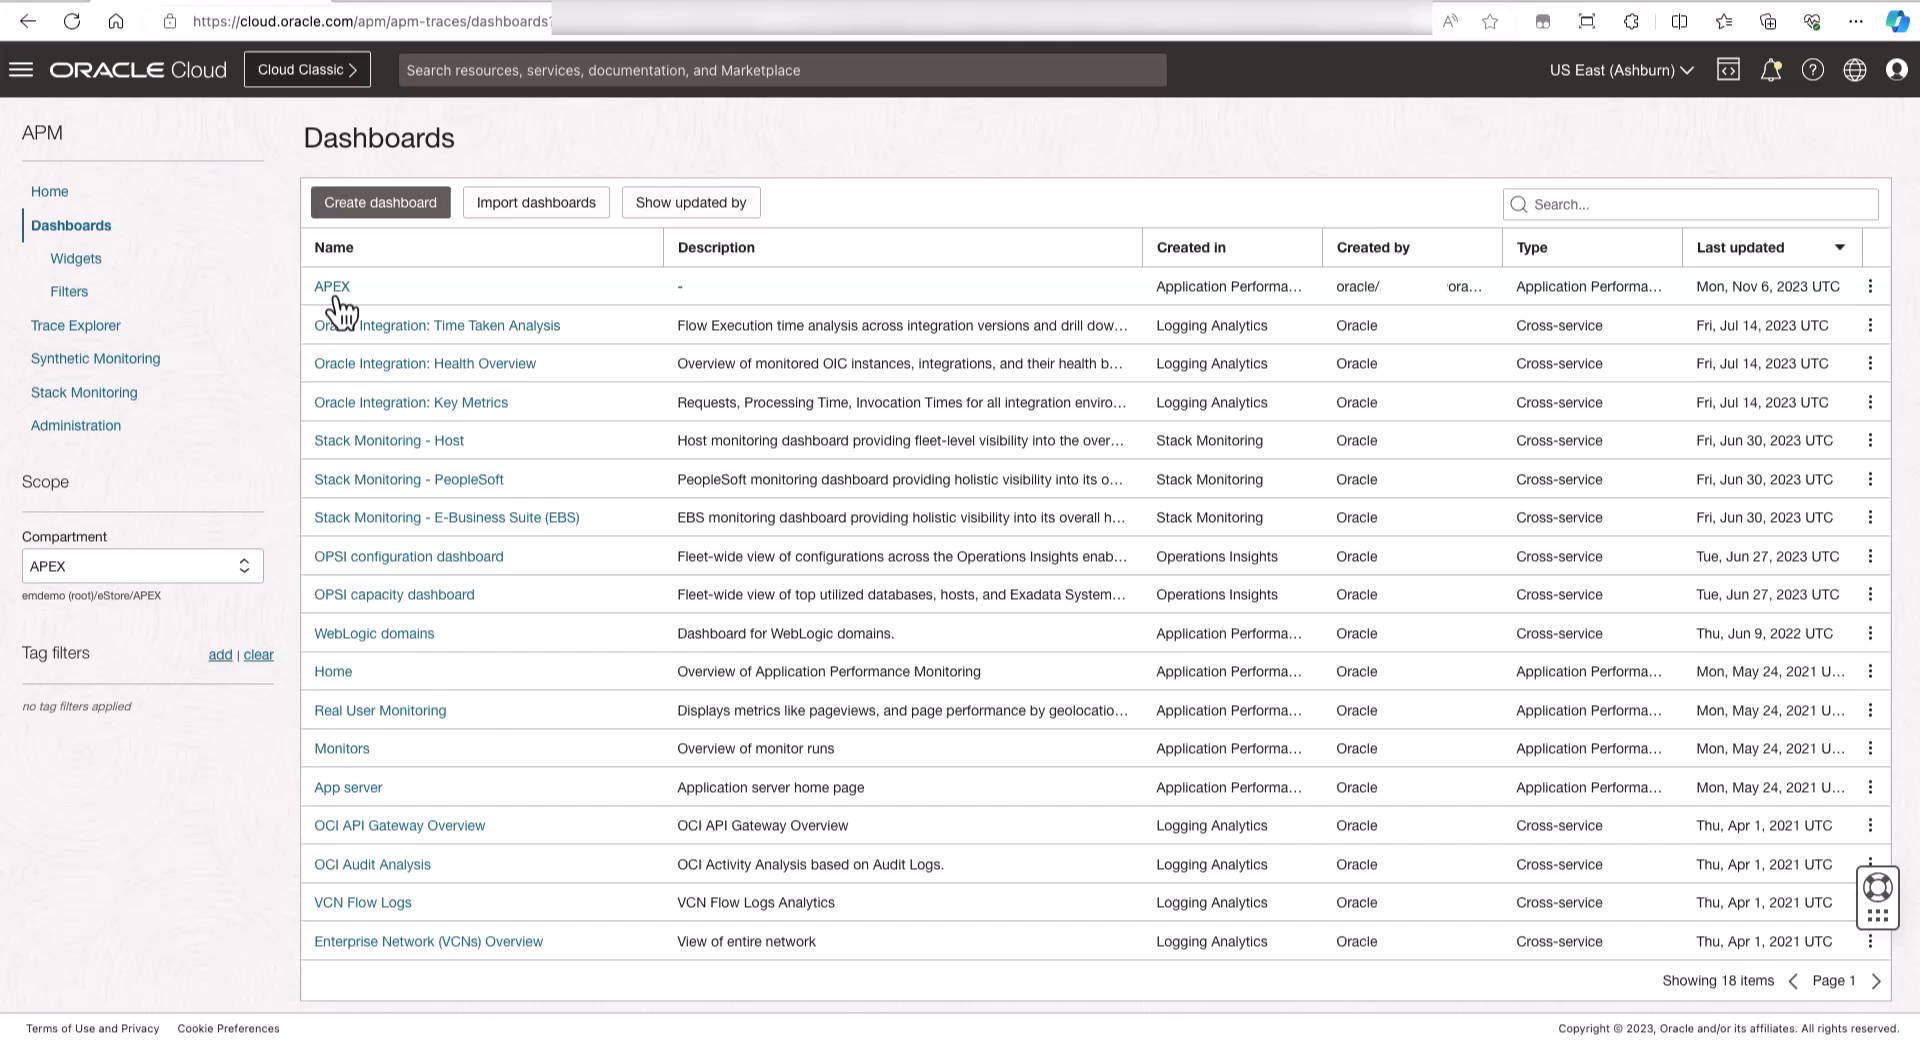 https://cloud.oracle.com/apm/apm-traces/dashboards?
ORACLE Cloud
Cloud Classic
Search resources, services, documentation, and Marketplace
US East (Ashburn)
APM
Home
Dashboards
Widgets
Filters
Trace Explorer
Synthetic Monitoring
Stack Monitoring
Administration
Scope
Compartment
APEX
emdemo (root)/eStore/APEX
Tag filters add | clear
no tag filters applied
Dashboards
Create dashboard Import dashboards Show updated by Search...
Name Description Created in Created by Type Last updated
APEX - Application Performa... oracle/ ora... Application Performa... Mon, Nov 6, 2023 UTC
Integration: Time Taken Analysis Flow Execution time analysis across integration versions and drill dow... Logging Analytics Oracle Cross-service Fri, Jul 14, 2023 UTC
Oracle Integration: Health Overview Overview of monitored OIC instances, integrations, and their health b... Logging Analytics Oracle Cross-service Fri, Jul 14, 2023 UTC
Oracle Integration: Key Metrics Requests, Processing Time, Invocation Times for all integration enviro... Logging Analytics Oracle Cross-service Fri, Jul 14, 2023 UTC
Stack Monitoring - Host Host monitoring dashboard providing fleet-level visibility into the over... Stack Monitoring Oracle Cross-service Fri, Jun 30, 2023 UTC
Stack Monitoring - PeopleSoft PeopleSoft monitoring dashboard providing holistic visibility into its o... Stack Monitoring Oracle Cross-service Fri, Jun 30, 2023 UTC
Stack Monitoring - E-Business Suite (EBS) EBS monitoring dashboard providing holistic visibility into its overall h... Stack Monitoring Oracle Cross-service Fri, Jun 30, 2023 UTC
OPSI configuration dashboard Fleet-wide view of configurations across the Operations Insights enab... Operations Insights Oracle Cross-service Tue, Jun 27, 2023 UTC
OPSI capacity dashboard Fleet-wide view of top utilized databases, hosts, and Exadata System... Operations Insights Oracle Cross-service Tue, Jun 27, 2023 UTC
WebLogic domains Dashboard for WebLogic domains. Application Performa... Oracle Cross-service Thu, Jun 9, 2022 UTC
Home Overview of Application Performance Monitoring Application Performa... Oracle Application Performa... Mon, May 24, 2021 U...
Real User Monitoring Displays metrics like pageviews, and page performance by geolocatio... Application Performa... Oracle Application Performa... Mon, May 24, 2021 U...
Monitors Overview of monitor runs Application Performa... Oracle Application Performa... Mon, May 24, 2021 U...
App server Application server home page Application Performa... Oracle Application Performa... Mon, May 24, 2021 U...
OCI API Gateway Overview OCI API Gateway Overview Logging Analytics Oracle Cross-service Thu, Apr 1, 2021 UTC
OCI Audit Analysis OCI Activity Analysis based on Audit Logs. Logging Analytics Oracle Cross-service Thu, Apr 1, 2021 UTC
VCN Flow Logs VCN Flow Logs Analytics Logging Analytics Oracle Cross-service Thu, Apr 1, 2021 UTC
Enterprise Network (VCNs) Overview View of entire network Logging Analytics Oracle Cross-service Thu, Apr 1, 2021 UTC
Showing 18 items Page 1
Terms of Use and Privacy Cookie Preferences Copyright © 2023, Oracle and/or its affiliates. All rights reserved.